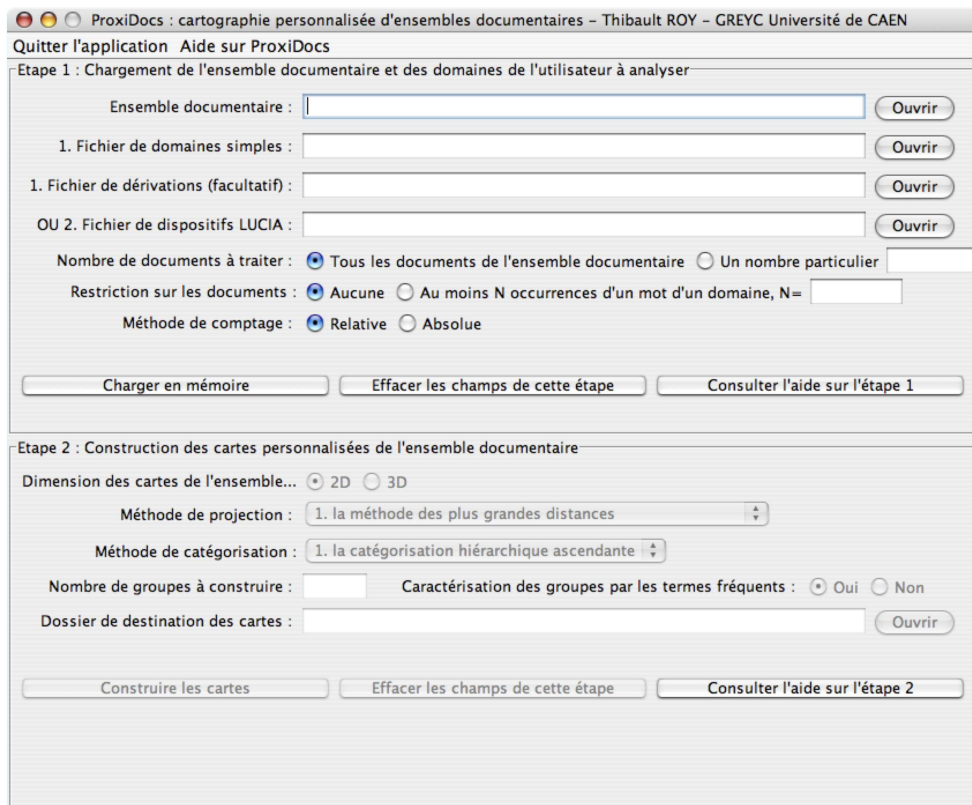 ProxiDocs : cartographie personnalisée d'ensembles documentaires – Thibault ROY – GREYC Université de CAEN
Quitter l'application Aide sur ProxiDocs
Etape 1 : Chargement de l'ensemble documentaire et des domaines de l'utilisateur à analyser
Ensemble documentaire : Ouvrir
1. Fichier de domaines simples : Ouvrir
1. Fichier de dérivations (facultatif) : Ouvrir
OU 2. Fichier de dispositifs LUCIA : Ouvrir
Nombre de documents à traiter : Tous les documents de l'ensemble documentaire Un nombre particulier
Restriction sur les documents : Aucune Au moins N occurrences d'un mot d'un domaine, N=
Méthode de comptage : Relative Absolue
Charger en mémoire Effacer les champs de cette étape Consulter l'aide sur l'étape 1
Etape 2 : Construction des cartes personnalisées de l'ensemble documentaire
Dimension des cartes de l'ensemble... 2D 3D
Méthode de projection : 1. la méthode des plus grandes distances
Méthode de catégorisation : 1. la catégorisation hiérarchique ascendante
Nombre de groupes à construire : Caractérisation des groupes par les termes fréquents : Oui Non
Dossier de destination des cartes : Ouvrir
Construire les cartes Effacer les champs de cette étape Consulter l'aide sur l'étape 2